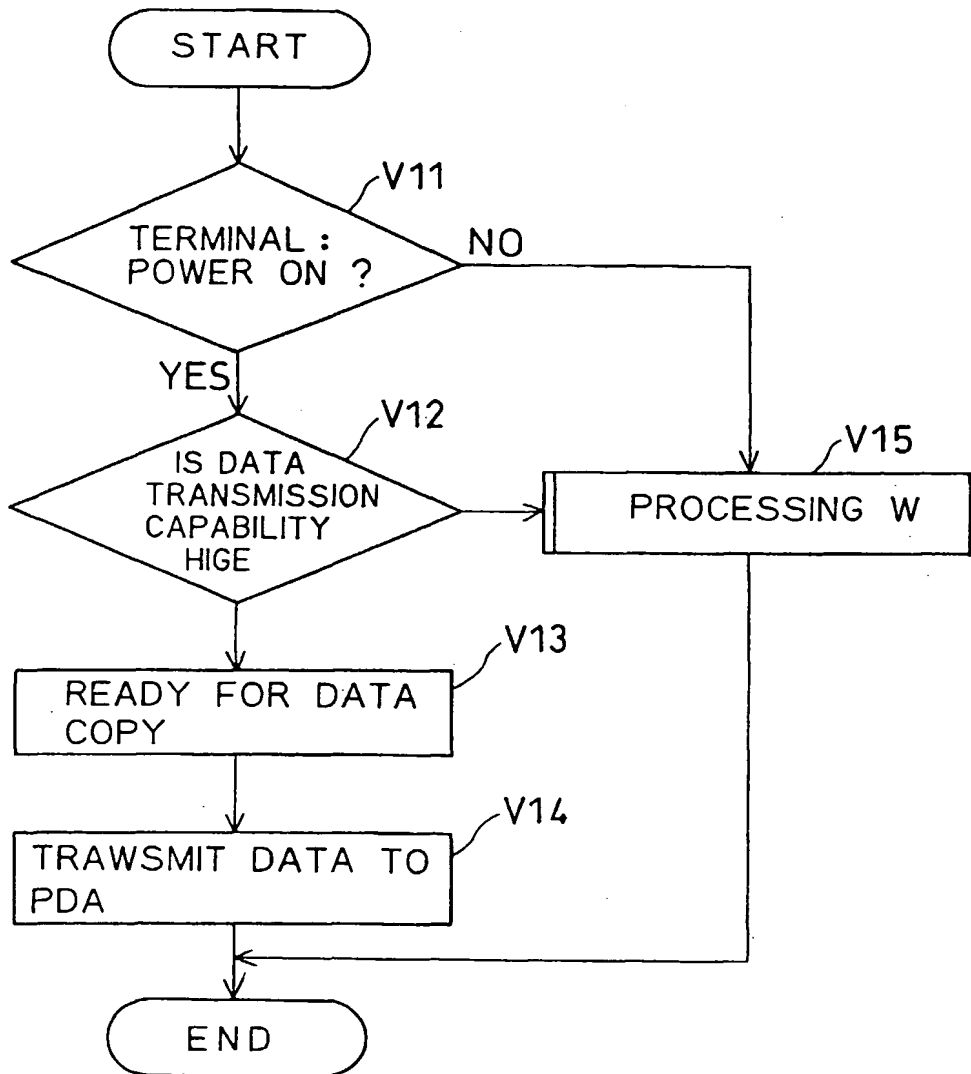 START
V11
TERMINAL :
POWER ON ?
NO
YES
V12
IS DATA
TRANSMISSION
CAPABILITY
HIGE
V15
PROCESSING W
V13
READY FOR DATA
COPY
V14
TRAWSMIT DATA TO
PDA
END